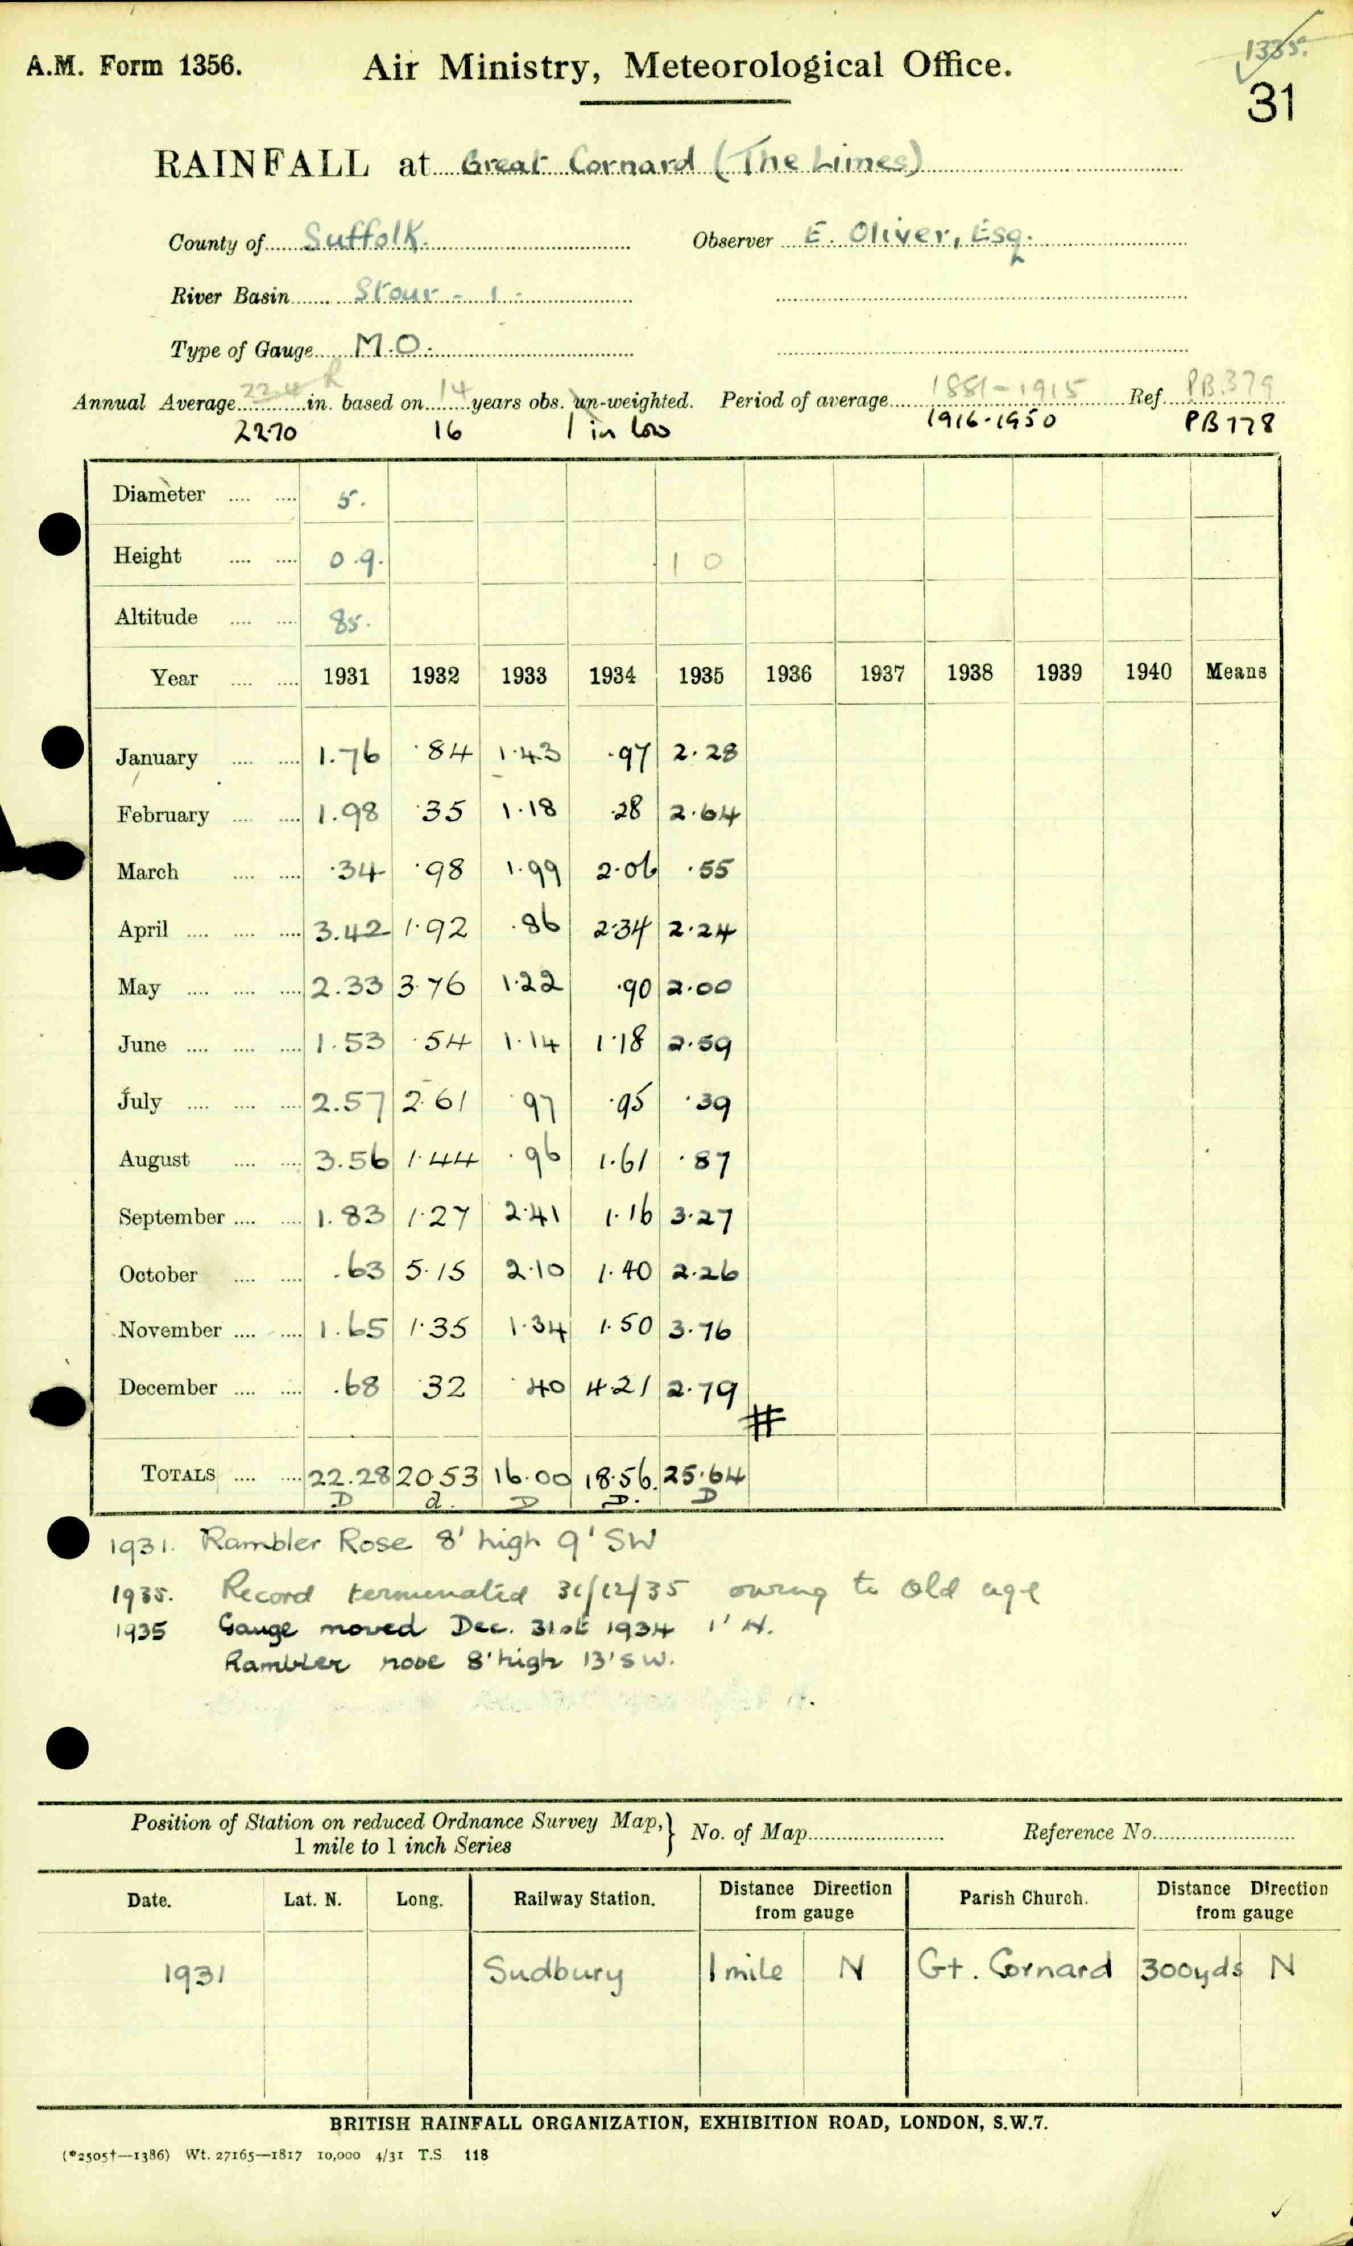 1335.
A.M. Form 1356. Air Ministry, Meteorological Office.
31
RAINFALL at Great Cornard (The Limes)
County of Suffolk. Observer E. Oliver, Esq.
River Basin Stour - 1 -
Type of Gauge M.O.
Annual Average 22.4 R in. based on 14 years obs. un-weighted. Period of average 1881-1915 Ref. PB.379
22.70 16 1 in low 1916-1950 PB778
Diameter .... .... 5.
Height .... .... 0.9. 1 0
Altitude .... .... 85.
Year .... .... 1931 1932 1933 1934 1935 1936 1937 1938 1939 1940 Means
January .... .... 1.76 .84 1.43 .97 2.28
February .... .... 1.98 .35 1.18 .28 2.64
March .... .... .34 .98 1.99 2.06 .55
April .... .... .... 3.42 1.92 .86 2.34 2.24
May .... .... .... 2.33 3.76 1.22 .90 2.00
June .... .... .... 1.53 .54 1.14 1.18 2.59
July .... .... .... 2.57 2.61 .97 .95 .39
August .... .... 3.56 1.44 .96 1.61 .87
September .... .... 1.83 1.27 2.41 1.16 3.27
October .... .... .63 5.15 2.10 1.40 2.26
November .... .... 1.65 1.35 1.34 1.50 3.76
December .... .... .68 .32 .40 4.21 2.79
#
TOTALS .... .... 22.28 20.53 16.00 18.56. 25.64
D d. D D. D
1931. Rambler Rose 8' high 9' SW
1935. Record terminated 31/12/35 owing to old age
1935 Gauge moved Dec. 31st 1934 1' N.
Rambler rose 8' high 13' SW.
Position of Station on reduced Ordnance Survey Map, } No. of Map Reference No.
1 mile to 1 inch Series
Date. Lat. N. Long. Railway Station. Distance Direction from gauge Parish Church. Distance Direction from gauge
1931 Sudbury 1 mile N Gt. Cornard 300yds N
BRITISH RAINFALL ORGANIZATION, EXHIBITION ROAD, LONDON, S.W.7.
(*2505†—1386) Wt. 27165—1817 10,000 4/31 T.S. 118